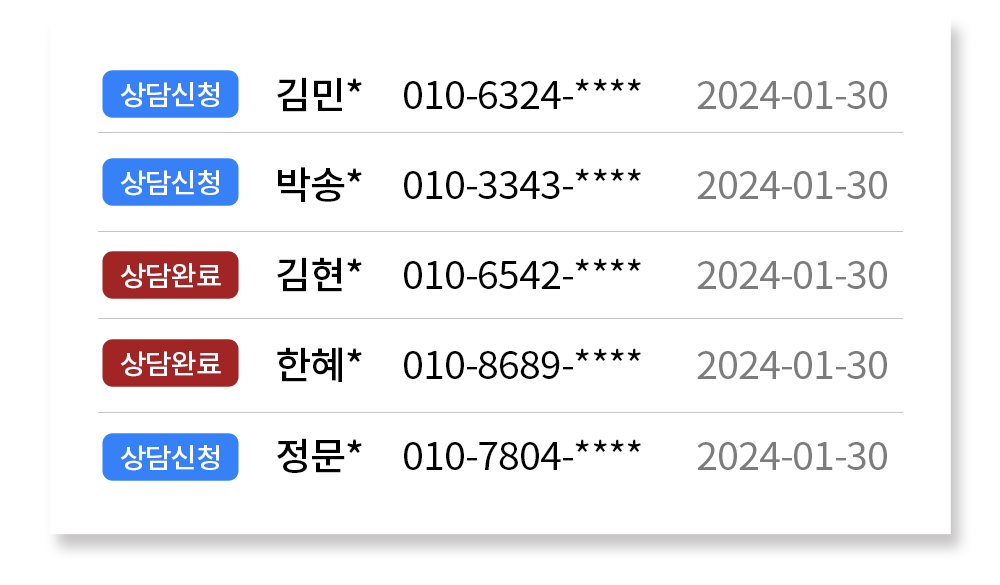 상담신청 김민* 010-6324-**** 2024-01-30
상담신청 박송* 010-3343-**** 2024-01-30
상담완료 김현* 010-6542-**** 2024-01-30
상담완료 한혜* 010-8689-**** 2024-01-30
상담신청 정문* 010-7804-**** 2024-01-30